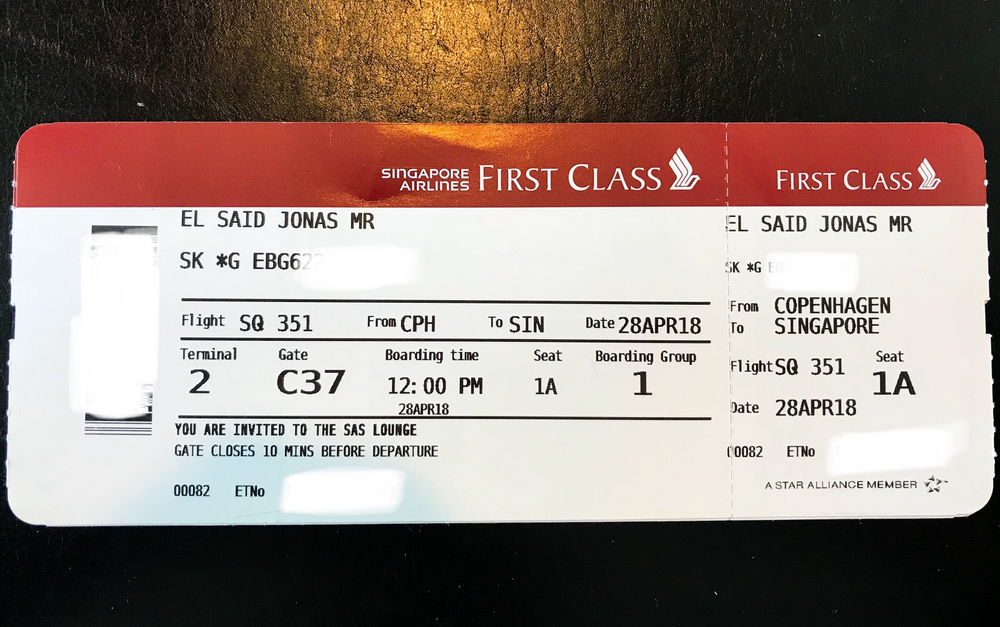 SINGAPORE AIRLINES FIRST CLASS
EL SAID JONAS MR
SK *G
Flight SQ 351 From CPH To SIN Date 28APR18
Terminal Gate Boarding time Seat Boarding Group
2 C37 12:00 PM 1A 1
28APR18
YOU ARE INVITED TO THE SAS LOUNGE
GATE CLOSES 10 MINS BEFORE DEPARTURE
00082 ETNo
FIRST CLASS
EL SAID JONAS MR
SK *G
From COPENHAGEN
To SINGAPORE
Flight SQ 351 Seat
1A
Date 28APR18
00082 ETNo
A STAR ALLIANCE MEMBER